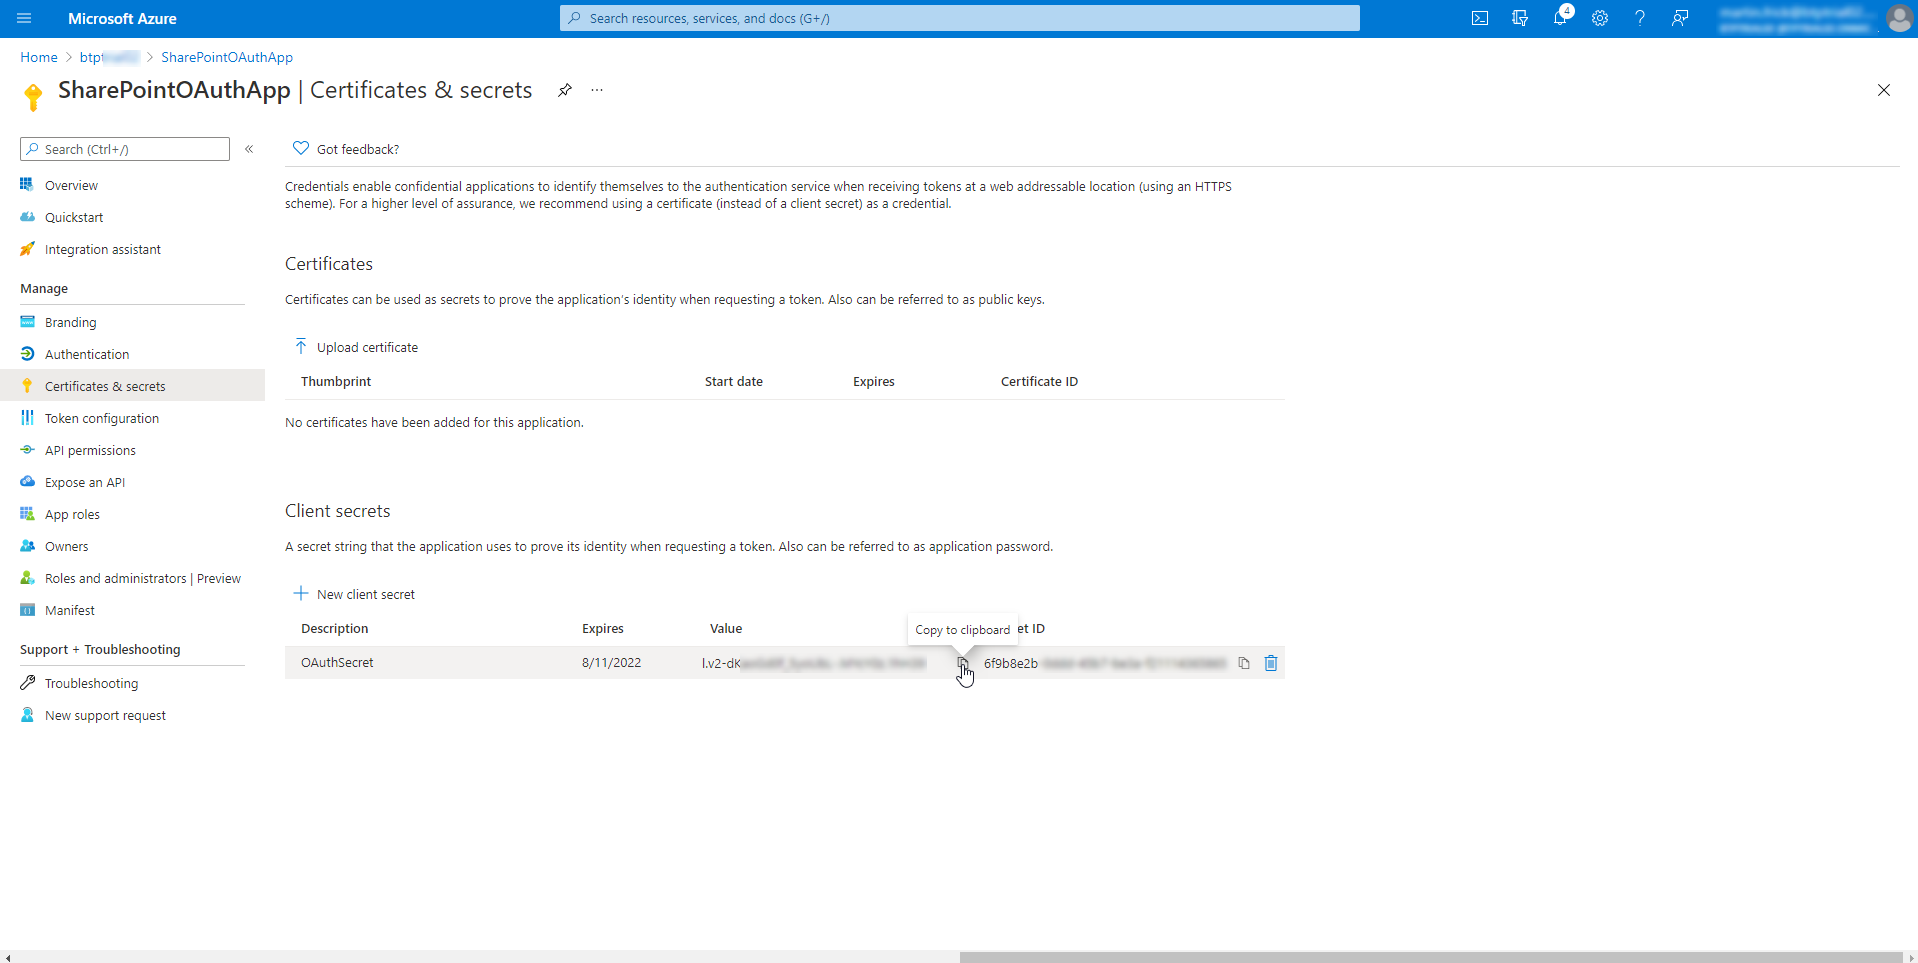 Microsoft Azure
Search resources, services, and docs (G+/)
4
Home > btpt > SharePointOAuthApp
SharePointOAuthApp | Certificates & secrets
Search (Ctrl+/)
Overview
Quickstart
Integration assistant
Manage
Branding
Authentication
Certificates & secrets
Token configuration
API permissions
Expose an API
App roles
Owners
Roles and administrators | Preview
Manifest
Support + Troubleshooting
Troubleshooting
New support request
Got feedback?
Credentials enable confidential applications to identify themselves to the authentication service when receiving tokens at a web addressable location (using an HTTPS
scheme). For a higher level of assurance, we recommend using a certificate (instead of a client secret) as a credential.
Certificates
Certificates can be used as secrets to prove the application's identity when requesting a token. Also can be referred to as public keys.
Upload certificate
Thumbprint Start date Expires Certificate ID
No certificates have been added for this application.
Client secrets
A secret string that the application uses to prove its identity when requesting a token. Also can be referred to as application password.
New client secret
Copy to clipboard
Description Expires Value et ID
OAuthSecret 8/11/2022 l.v2-dK 6f9b8e2b